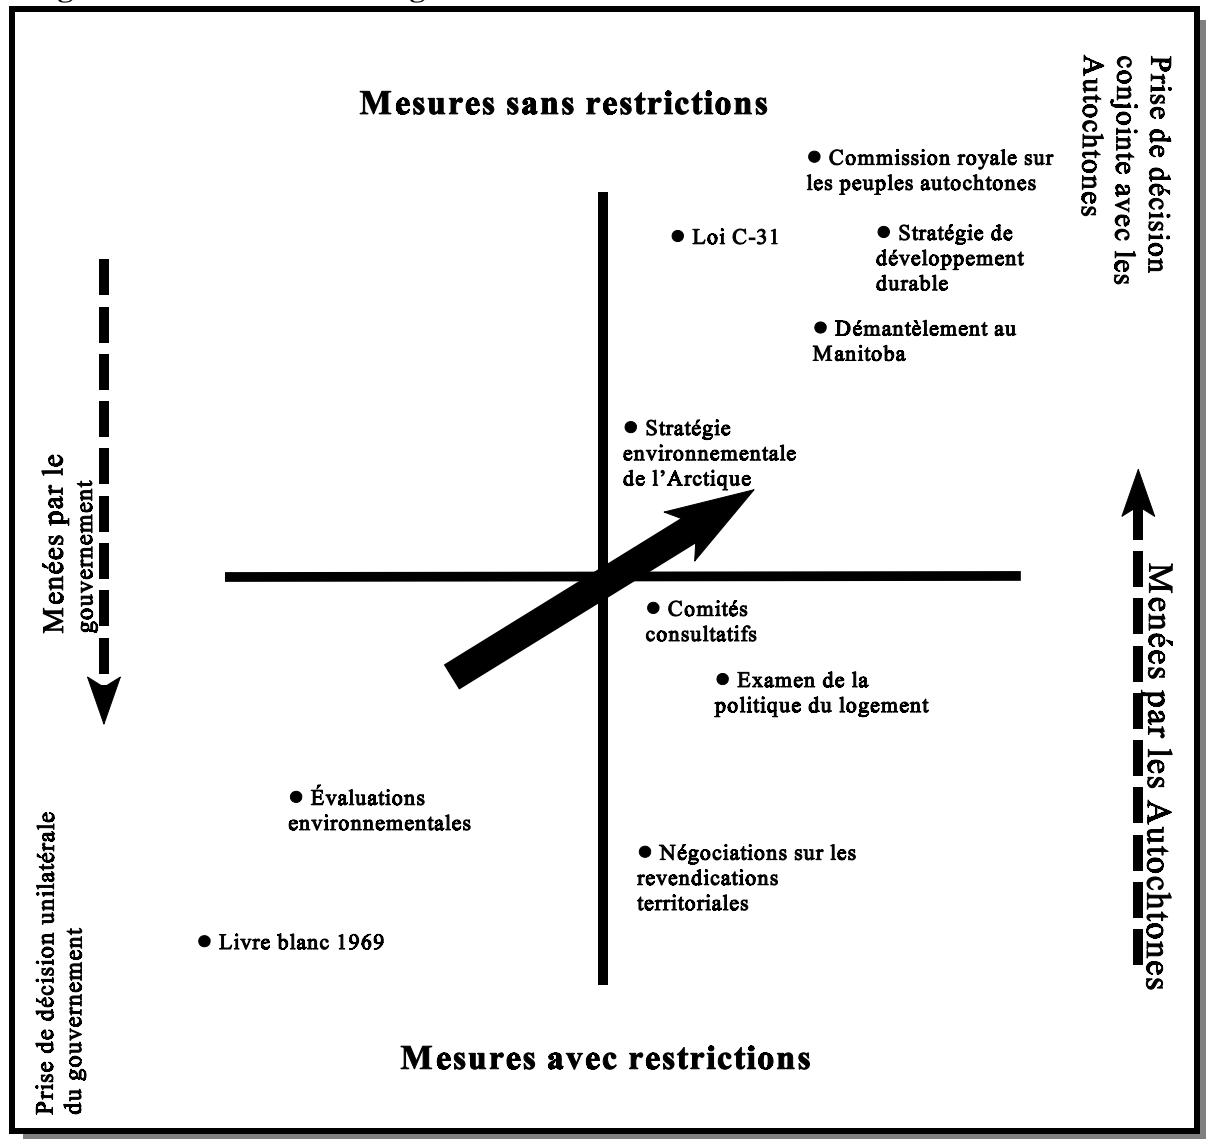 Mesures sans restrictions
Prise de décision
conjointe avec les
Autochtones
● Commission royale sur
les peuples autochtones
● Loi C-31
● Stratégie de
développement
durable
● Démantèlement au
Manitoba
● Stratégie
environnementale
de l’Arctique
Menées par le
gouvernement
Menées par les Autochtones
● Comités
consultatifs
● Examen de la
politique du logement
● Évaluations
environnementales
● Négociations sur les
revendications
territoriales
● Livre blanc 1969
Prise de décision unilatérale
du gouvernement
Mesures avec restrictions